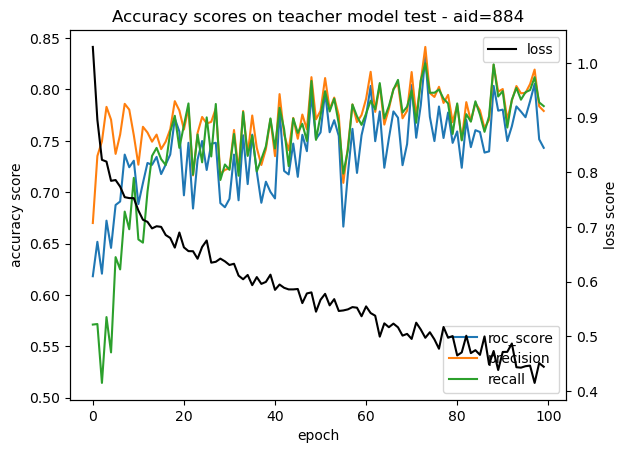 Accuracy scores on teacher model test - aid=884
accuracy score
0.85
0.80
0.75
0.70
0.65
0.60
0.55
0.50
0
20
40
60
80
100
epoch
loss score
1.0
0.9
0.8
0.7
0.6
0.5
0.4
loss
roc_score
precision
recall